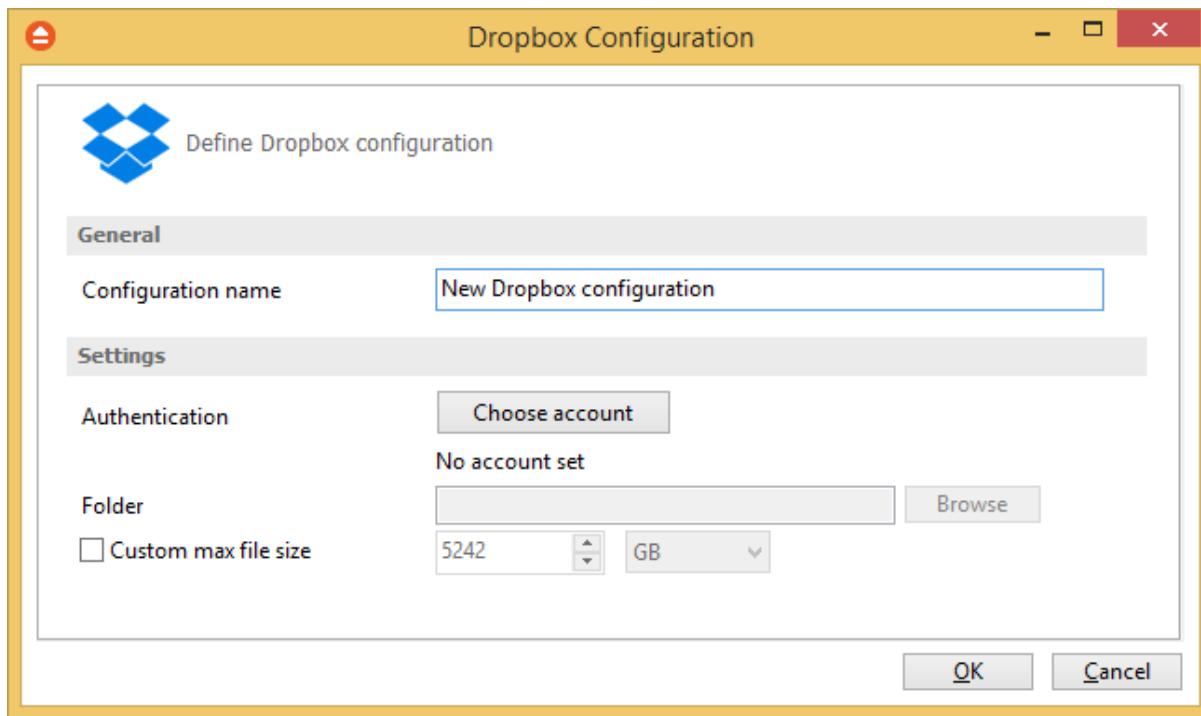 Dropbox Configuration
Define Dropbox configuration
General
Configuration name New Dropbox configuration
Settings
Authentication Choose account
No account set
Folder Browse
Custom max file size 5242 GB
OK Cancel